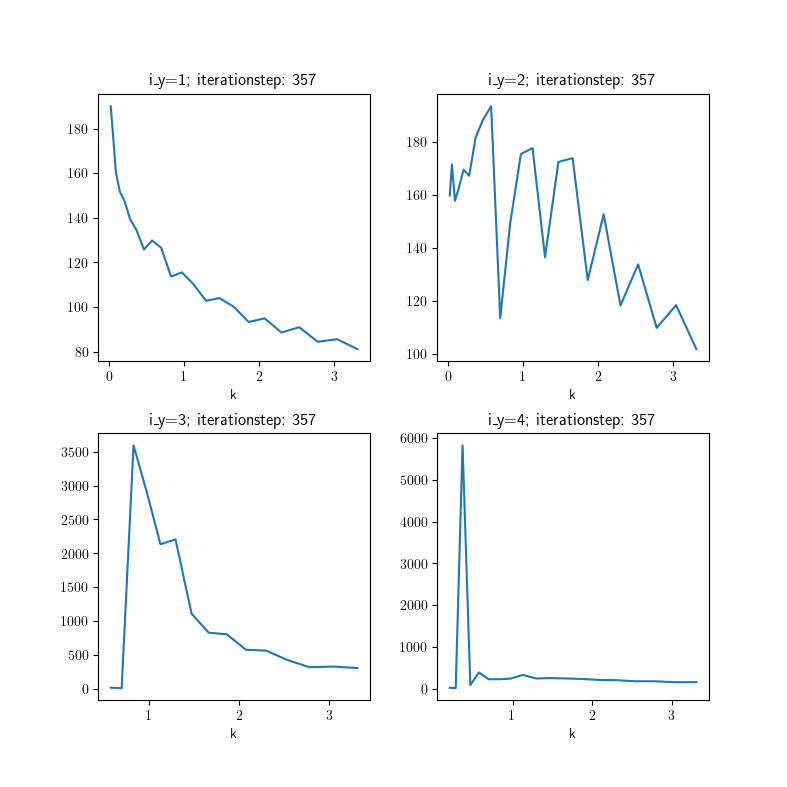 i_y=1; iterationstep: 357
180
160
140
120
100
80
0 1 2 3
k
i_y=2; iterationstep: 357
180
160
140
120
100
0 1 2 3
k
i_y=3; iterationstep: 357
3500
3000
2500
2000
1500
1000
500
0
1 2 3
k
i_y=4; iterationstep: 357
6000
5000
4000
3000
2000
1000
0
1 2 3
k